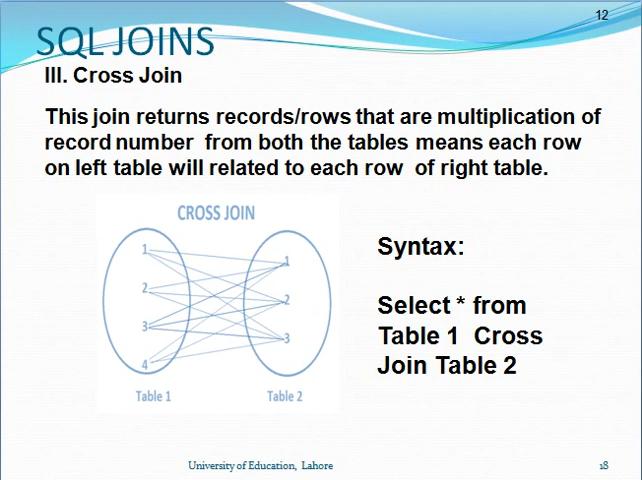 12
SQL JOINS
III. Cross Join
This join returns records/rows that are multiplication of
record number from both the tables means each row
on left table will related to each row of right table.
CROSS JOIN
1
2
3
4
1
2
3
Table 1
Table 2
Syntax:
Select * from
Table 1 Cross
Join Table 2
University of Education, Lahore
18